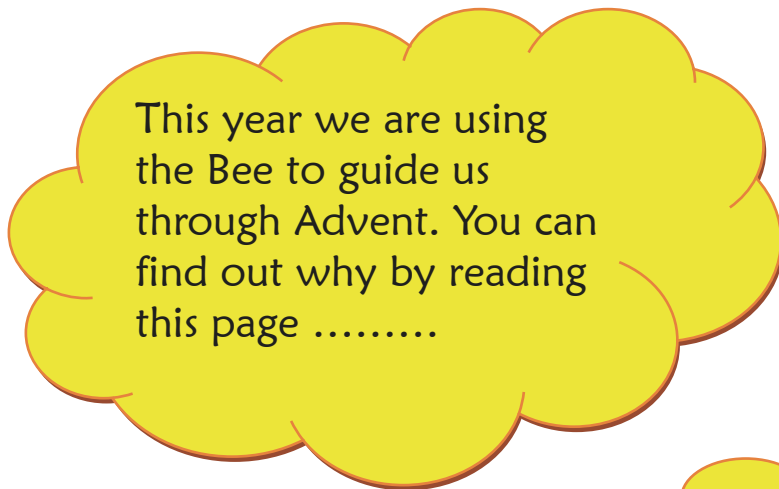 This year we are using
the Bee to guide us
through Advent. You can
find out why by reading
this page .........